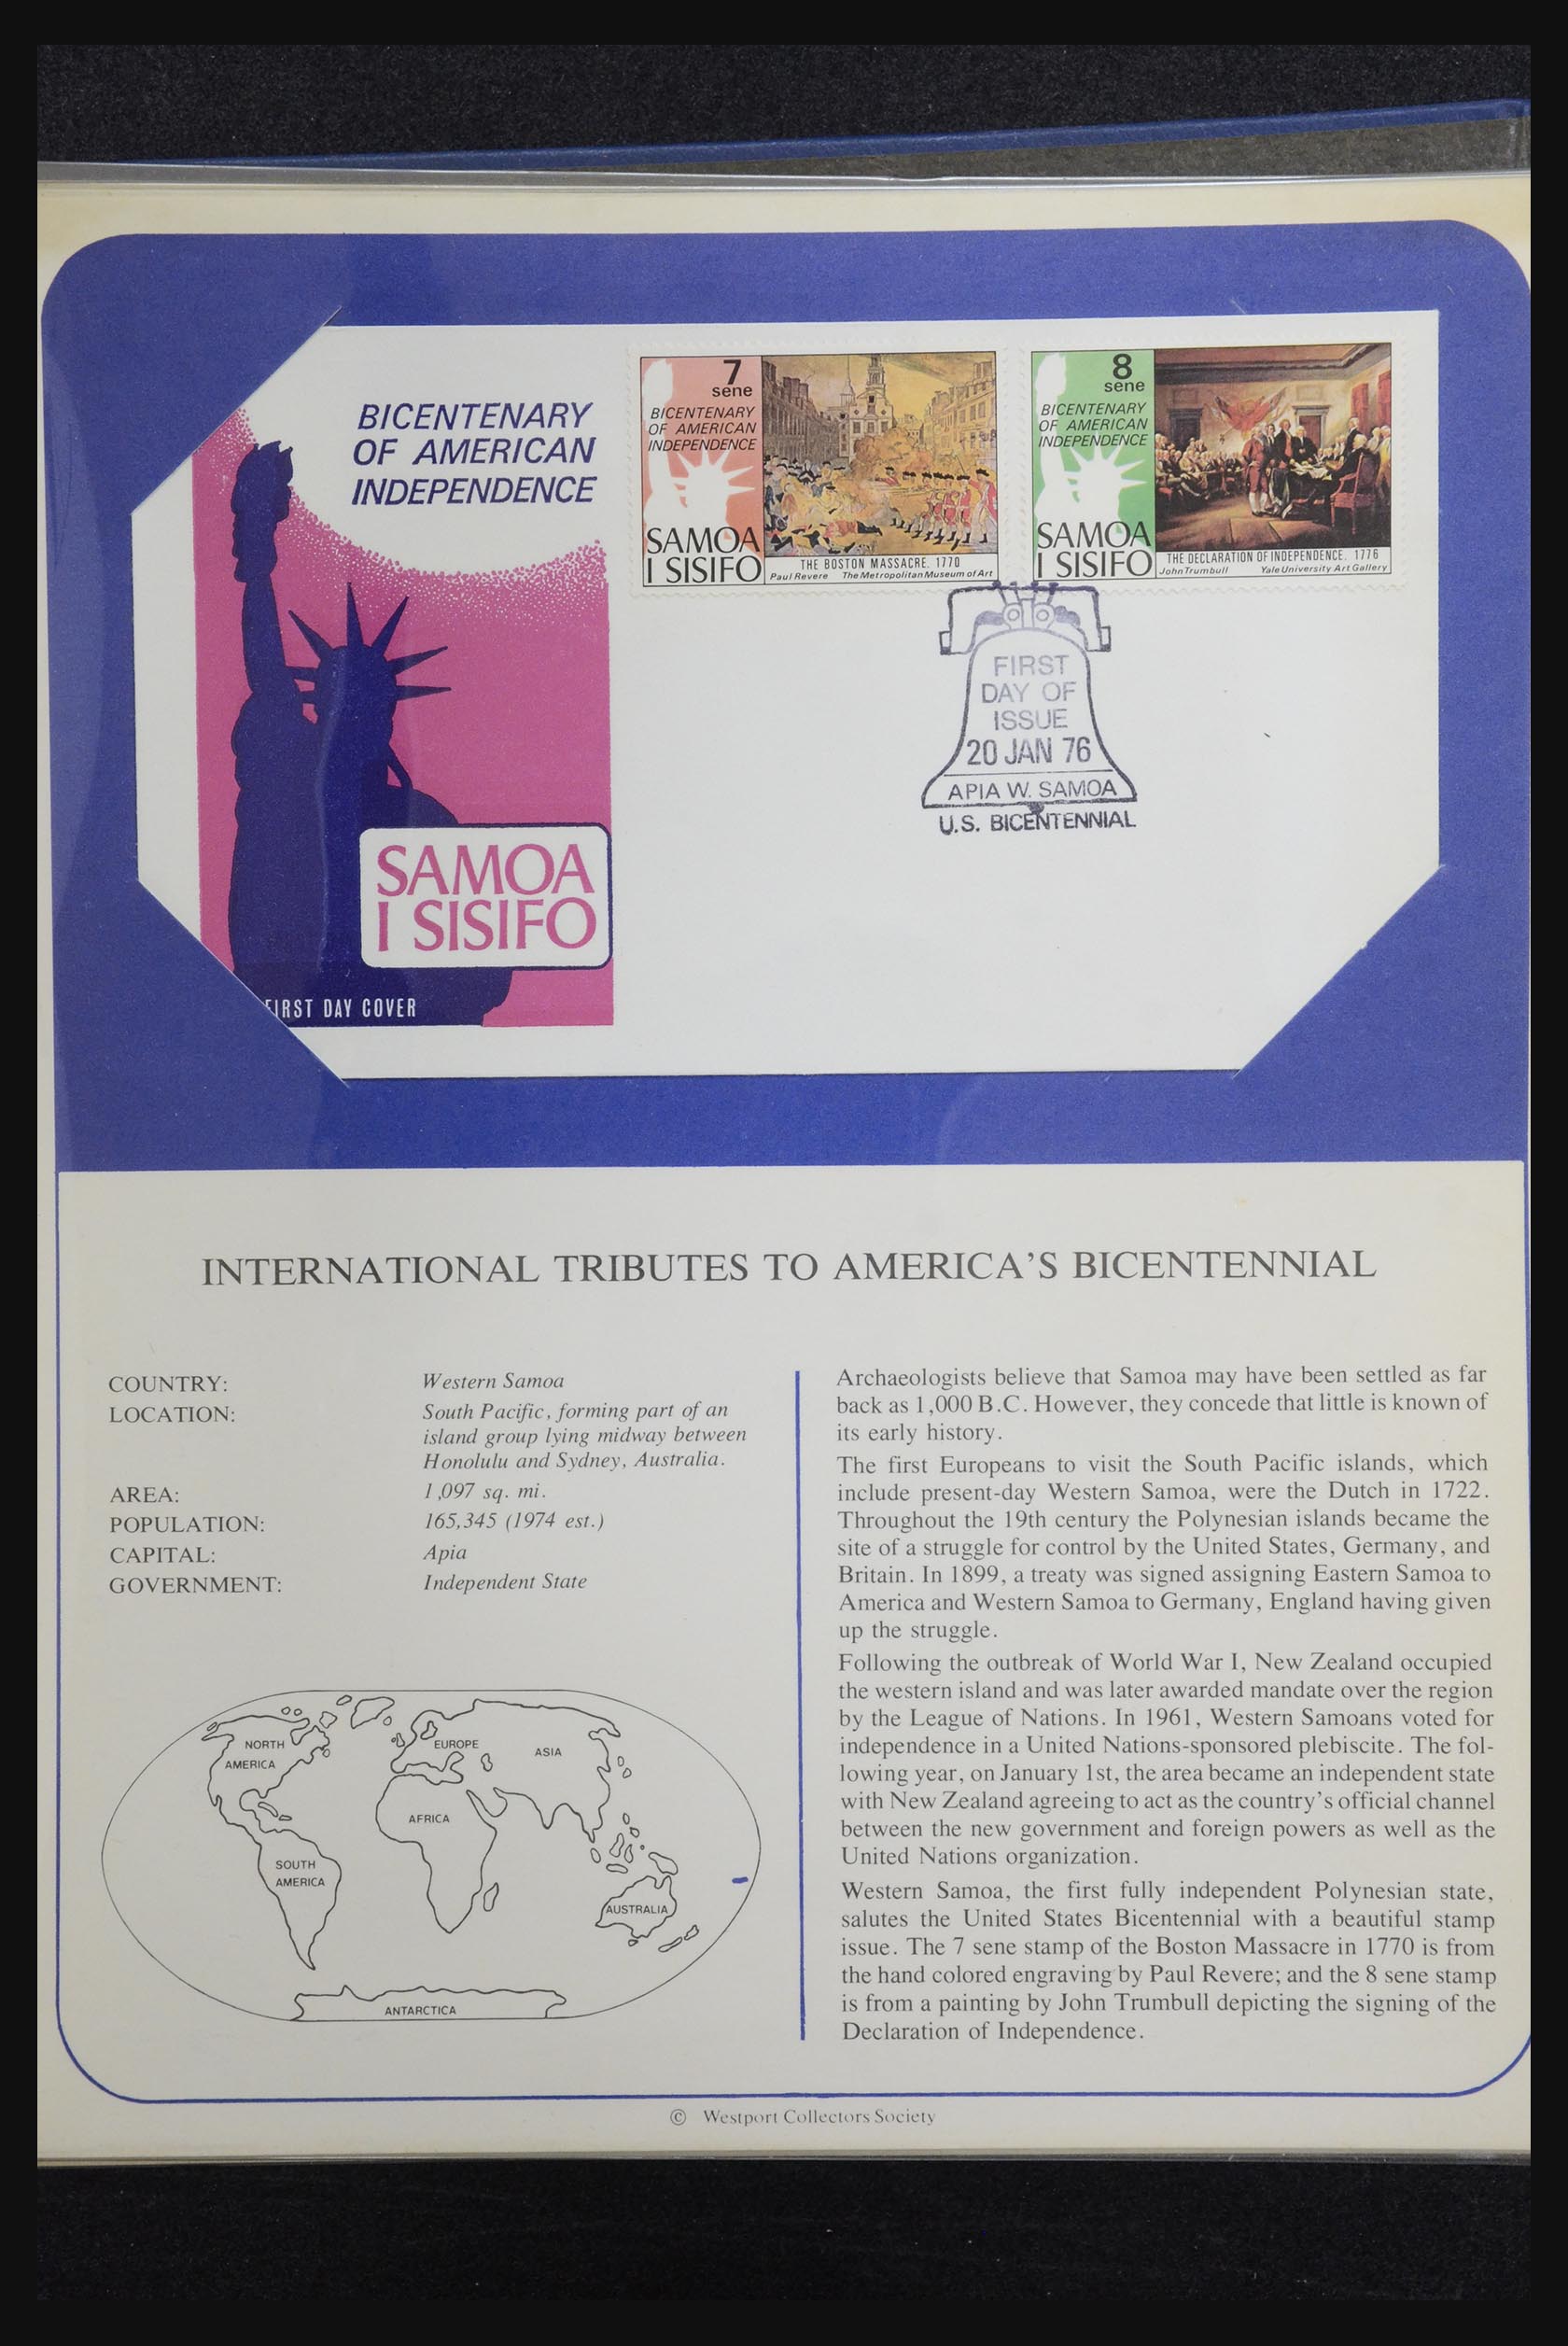 BICENTENARY
OF AMERICAN
INDEPENDENCE
SAMOA
I SISIFO
FIRST DAY COVER
7
sene
BICENTENARY
OF AMERICAN
INDEPENDENCE
SAMOA
I SISIFO
THE BOSTON MASSACRE. 1770
Paul Revere The Metropolitan Museum of Art
8
sene
BICENTENARY
OF AMERICAN
INDEPENDENCE
SAMOA
I SISIFO
THE DECLARATION OF INDEPENDENCE. 1776
John Trumbull Yale University Art Gallery
FIRST
DAY OF
ISSUE
20 JAN 76
APIA W. SAMOA
U.S. BICENTENNIAL
INTERNATIONAL TRIBUTES TO AMERICA'S BICENTENNIAL
COUNTRY: Western Samoa
LOCATION: South Pacific, forming part of an
island group lying midway between
Honolulu and Sydney, Australia.
AREA: 1,097 sq. mi.
POPULATION: 165,345 (1974 est.)
CAPITAL: Apia
GOVERNMENT: Independent State
NORTH
AMERICA
EUROPE
ASIA
AFRICA
SOUTH
AMERICA
AUSTRALIA
ANTARCTICA
Archaeologists believe that Samoa may have been settled as far
back as 1,000 B.C. However, they concede that little is known of
its early history.
The first Europeans to visit the South Pacific islands, which
include present-day Western Samoa, were the Dutch in 1722.
Throughout the 19th century the Polynesian islands became the
site of a struggle for control by the United States, Germany, and
Britain. In 1899, a treaty was signed assigning Eastern Samoa to
America and Western Samoa to Germany, England having given
up the struggle.
Following the outbreak of World War I, New Zealand occupied
the western island and was later awarded mandate over the region
by the League of Nations. In 1961, Western Samoans voted for
independence in a United Nations-sponsored plebiscite. The fol-
lowing year, on January 1st, the area became an independent state
with New Zealand agreeing to act as the country's official channel
between the new government and foreign powers as well as the
United Nations organization.
Western Samoa, the first fully independent Polynesian state,
salutes the United States Bicentennial with a beautiful stamp
issue. The 7 sene stamp of the Boston Massacre in 1770 is from
the hand colored engraving by Paul Revere; and the 8 sene stamp
is from a painting by John Trumbull depicting the signing of the
Declaration of Independence.
© Westport Collectors Society